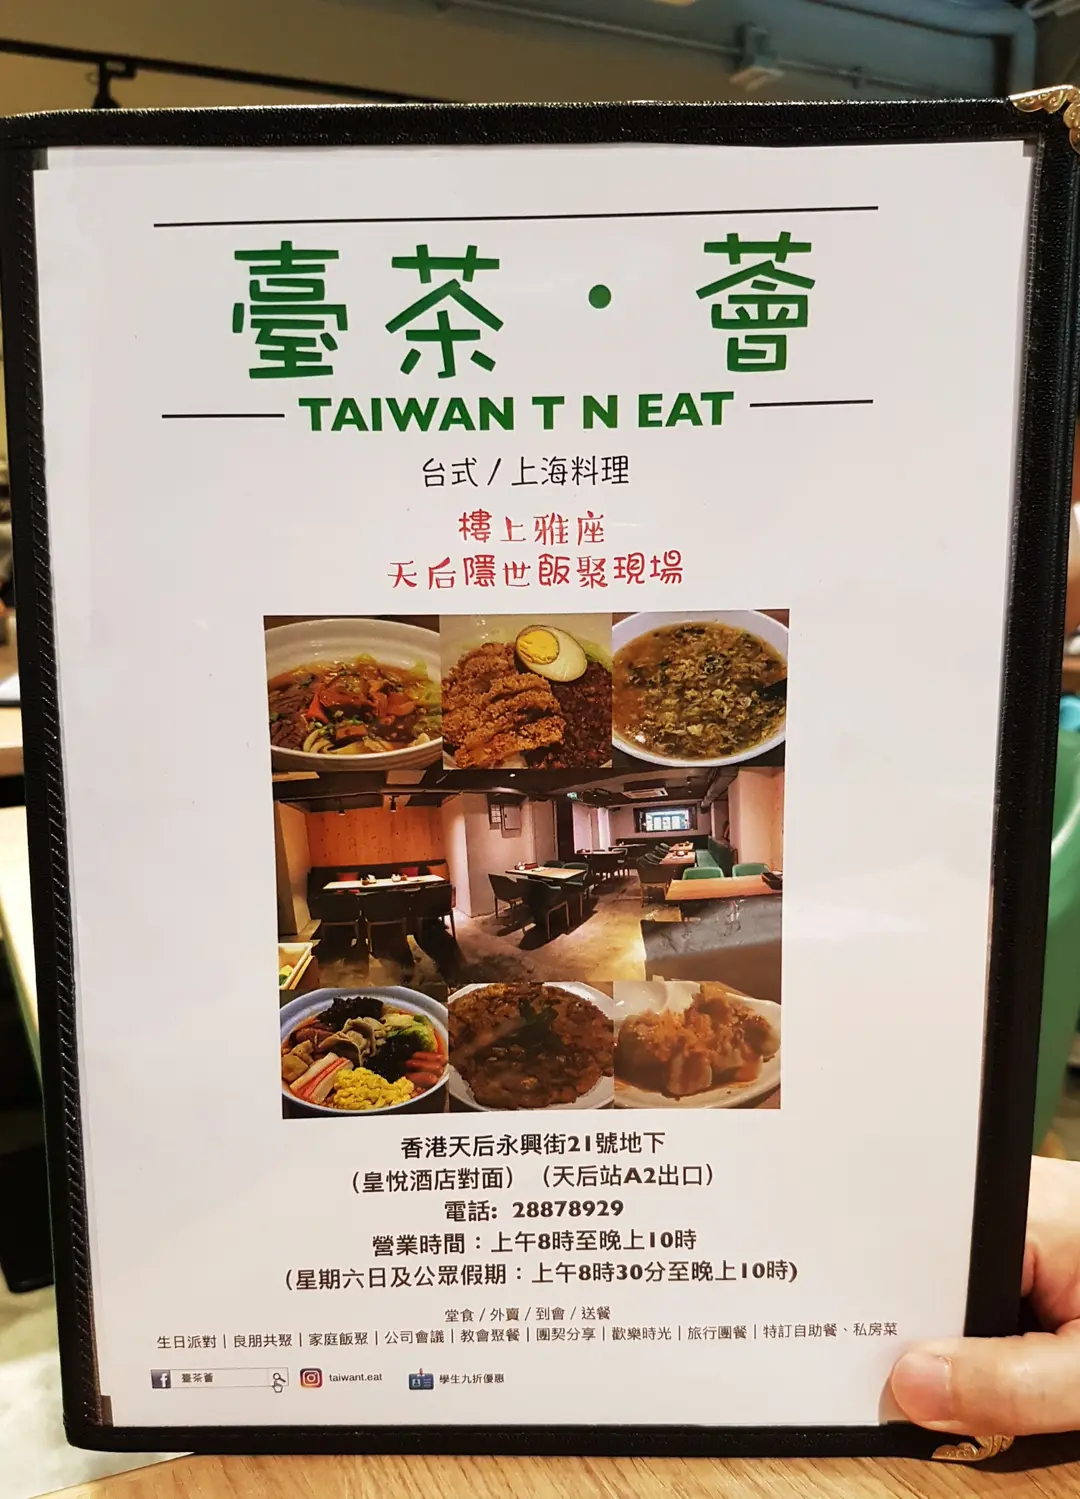 臺茶・薈
TAIWAN T N EAT
台式/上海料理
樓上雅座
天后隱世飯聚現場
香港天后永興街21號地下
(皇悅酒店對面)(天后站A2出口)
電話: 28878929
營業時間：上午8時至晚上10時
(星期六日及公眾假期：上午8時30分至晚上10時)
堂食/外賣/到會/送餐
生日派對|良朋共聚|家庭飯聚|公司會議|教會聚餐|團契分享|歡樂時光|旅行團餐|特訂自助餐、私房菜
臺茶薈 taiwant.eat 學生九折優惠